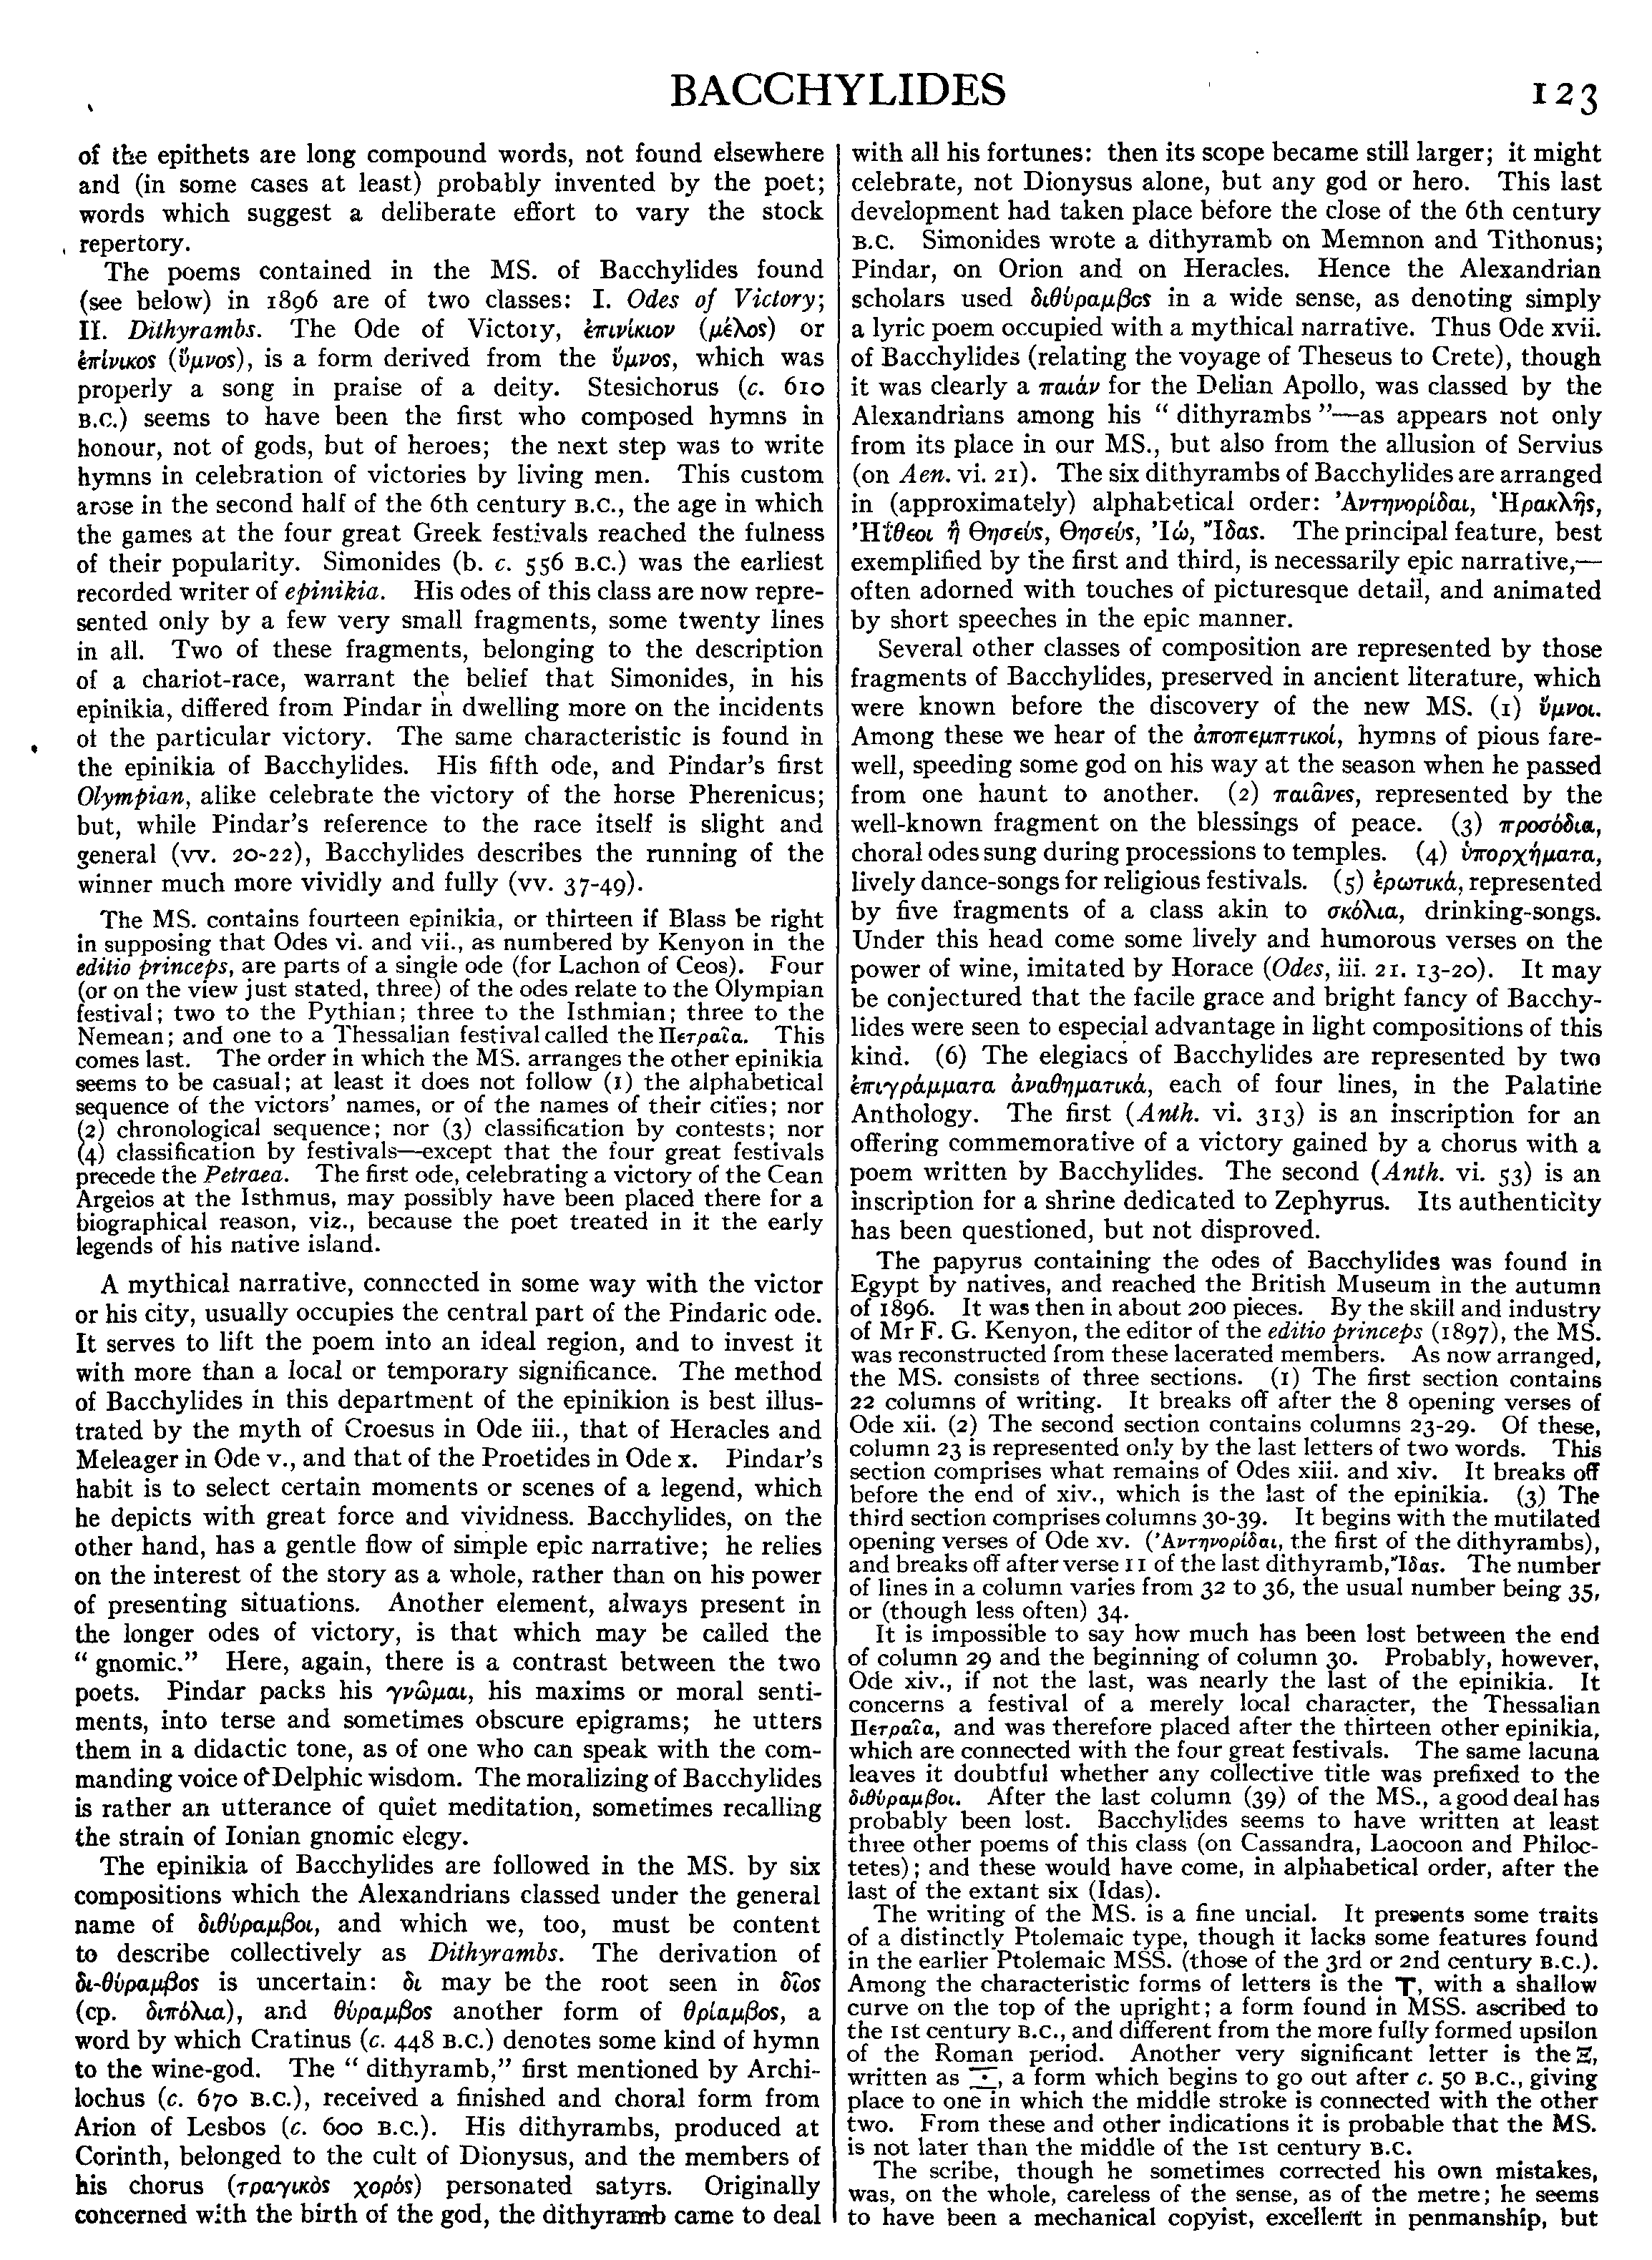 BACCHYLIDES
123
of the epithets are long compound words, not found elsewhere
and (in some cases at least) probably invented by the poet;
words which suggest a deliberate effort to vary the stock
repertory.
The poems contained in the MS. of Bacchylides found
(see below) in 1896 are of two classes: I. Odes of Victory;
II. Dithyrambs. The Ode of Victory, ἐπινίκιον (μέλος) or
ἐπίνικος (ὕμνος), is a form derived from the ὕμνος, which was
properly a song in praise of a deity. Stesichorus (c. 610
B.C.) seems to have been the first who composed hymns in
honour, not of gods, but of heroes; the next step was to write
hymns in celebration of victories by living men. This custom
arose in the second half of the 6th century B.C., the age in which
the games at the four great Greek festivals reached the fulness
of their popularity. Simonides (b. c. 556 B.C.) was the earliest
recorded writer of epinikia. His odes of this class are now repre-
sented only by a few very small fragments, some twenty lines
in all. Two of these fragments, belonging to the description
of a chariot-race, warrant the belief that Simonides, in his
epinikia, differed from Pindar in dwelling more on the incidents
of the particular victory. The same characteristic is found in
the epinikia of Bacchylides. His fifth ode, and Pindar's first
Olympian, alike celebrate the victory of the horse Pherenicus;
but, while Pindar's reference to the race itself is slight and
general (vv. 20-22), Bacchylides describes the running of the
winner much more vividly and fully (vv. 37-49).
The MS. contains fourteen epinikia, or thirteen if Blass be right
in supposing that Odes vi. and vii., as numbered by Kenyon in the
editio princeps, are parts of a single ode (for Lachon of Ceos). Four
(or on the view just stated, three) of the odes relate to the Olympian
festival; two to the Pythian; three to the Isthmian; three to the
Nemean; and one to a Thessalian festival called the Πετραῖα. This
comes last. The order in which the MS. arranges the other epinikia
seems to be casual; at least it does not follow (1) the alphabetical
sequence of the victors' names, or of the names of their cities; nor
(2) chronological sequence; nor (3) classification by contests; nor
(4) classification by festivals—except that the four great festivals
precede the Petraea. The first ode, celebrating a victory of the Cean
Argeios at the Isthmus, may possibly have been placed there for a
biographical reason, viz., because the poet treated in it the early
legends of his native island.
A mythical narrative, connected in some way with the victor
or his city, usually occupies the central part of the Pindaric ode.
It serves to lift the poem into an ideal region, and to invest it
with more than a local or temporary significance. The method
of Bacchylides in this department of the epinikion is best illus-
trated by the myth of Croesus in Ode iii., that of Heracles and
Meleager in Ode v., and that of the Proetides in Ode x. Pindar's
habit is to select certain moments or scenes of a legend, which
he depicts with great force and vividness. Bacchylides, on the
other hand, has a gentle flow of simple epic narrative; he relies
on the interest of the story as a whole, rather than on his power
of presenting situations. Another element, always present in
the longer odes of victory, is that which may be called the
“ gnomic.” Here, again, there is a contrast between the two
poets. Pindar packs his γνῶμαι, his maxims or moral senti-
ments, into terse and sometimes obscure epigrams; he utters
them in a didactic tone, as of one who can speak with the com-
manding voice of Delphic wisdom. The moralizing of Bacchylides
is rather an utterance of quiet meditation, sometimes recalling
the strain of Ionian gnomic elegy.
The epinikia of Bacchylides are followed in the MS. by six
compositions which the Alexandrians classed under the general
name of διθύραμβοι, and which we, too, must be content
to describe collectively as Dithyrambs. The derivation of
δι-θύραμβος is uncertain: δι may be the root seen in δῖος
(cp. διπόλια), and θύραμβος another form of θρίαμβος, a
word by which Cratinus (c. 448 B.C.) denotes some kind of hymn
to the wine-god. The “ dithyramb,” first mentioned by Archi-
lochus (c. 670 B.C.), received a finished and choral form from
Arion of Lesbos (c. 600 B.C.). His dithyrambs, produced at
Corinth, belonged to the cult of Dionysus, and the members of
his chorus (τραγικὸς χορός) personated satyrs. Originally
concerned with the birth of the god, the dithyramb came to deal
with all his fortunes: then its scope became still larger; it might
celebrate, not Dionysus alone, but any god or hero. This last
development had taken place before the close of the 6th century
B.C. Simonides wrote a dithyramb on Memnon and Tithonus;
Pindar, on Orion and on Heracles. Hence the Alexandrian
scholars used διθύραμβος in a wide sense, as denoting simply
a lyric poem occupied with a mythical narrative. Thus Ode xvii.
of Bacchylides (relating the voyage of Theseus to Crete), though
it was clearly a παιάν for the Delian Apollo, was classed by the
Alexandrians among his “ dithyrambs ”—as appears not only
from its place in our MS., but also from the allusion of Servius
(on Aen. vi. 21). The six dithyrambs of Bacchylides are arranged
in (approximately) alphabetical order: Ἀντηνορίδαι, Ἡρακλῆς,
Ἠΐθεοι ἢ Θησεύς, Θησεύς, Ἰώ, Ἴδας. The principal feature, best
exemplified by the first and third, is necessarily epic narrative,—
often adorned with touches of picturesque detail, and animated
by short speeches in the epic manner.
Several other classes of composition are represented by those
fragments of Bacchylides, preserved in ancient literature, which
were known before the discovery of the new MS. (1) ὕμνοι.
Among these we hear of the ἀποπεμπτικοί, hymns of pious fare-
well, speeding some god on his way at the season when he passed
from one haunt to another. (2) παιᾶνες, represented by the
well-known fragment on the blessings of peace. (3) προσόδια,
choral odes sung during processions to temples. (4) ὑπορχήματα,
lively dance-songs for religious festivals. (5) ἐρωτικά, represented
by five fragments of a class akin to σκόλια, drinking-songs.
Under this head come some lively and humorous verses on the
power of wine, imitated by Horace (Odes, iii. 21. 13-20). It may
be conjectured that the facile grace and bright fancy of Bacchy-
lides were seen to especial advantage in light compositions of this
kind. (6) The elegiacs of Bacchylides are represented by two
ἐπιγράμματα ἀναθηματικά, each of four lines, in the Palatine
Anthology. The first (Anth. vi. 313) is an inscription for an
offering commemorative of a victory gained by a chorus with a
poem written by Bacchylides. The second (Anth. vi. 53) is an
inscription for a shrine dedicated to Zephyrus. Its authenticity
has been questioned, but not disproved.
The papyrus containing the odes of Bacchylides was found in
Egypt by natives, and reached the British Museum in the autumn
of 1896. It was then in about 200 pieces. By the skill and industry
of Mr F. G. Kenyon, the editor of the editio princeps (1897), the MS.
was reconstructed from these lacerated members. As now arranged,
the MS. consists of three sections. (1) The first section contains
22 columns of writing. It breaks off after the 8 opening verses of
Ode xii. (2) The second section contains columns 23-29. Of these,
column 23 is represented only by the last letters of two words. This
section comprises what remains of Odes xiii. and xiv. It breaks off
before the end of xiv., which is the last of the epinikia. (3) The
third section comprises columns 30-39. It begins with the mutilated
opening verses of Ode xv. (Ἀντηνορίδαι, the first of the dithyrambs),
and breaks off after verse 11 of the last dithyramb, Ἴδας. The number
of lines in a column varies from 32 to 36, the usual number being 35,
or (though less often) 34.
It is impossible to say how much has been lost between the end
of column 29 and the beginning of column 30. Probably, however,
Ode xiv., if not the last, was nearly the last of the epinikia. It
concerns a festival of a merely local character, the Thessalian
Πετραῖα, and was therefore placed after the thirteen other epinikia,
which are connected with the four great festivals. The same lacuna
leaves it doubtful whether any collective title was prefixed to the
διθύραμβοι. After the last column (39) of the MS., a good deal has
probably been lost. Bacchylides seems to have written at least
three other poems of this class (on Cassandra, Laocoon and Philoc-
tetes); and these would have come, in alphabetical order, after the
last of the extant six (Idas).
The writing of the MS. is a fine uncial. It presents some traits
of a distinctly Ptolemaic type, though it lacks some features found
in the earlier Ptolemaic MSS. (those of the 3rd or 2nd century B.C.).
Among the characteristic forms of letters is the Τ, with a shallow
curve on the top of the upright; a form found in MSS. ascribed to
the 1st century B.C., and different from the more fully formed upsilon
of the Roman period. Another very significant letter is the Ξ,
written as Ξ, a form which begins to go out after c. 50 B.C., giving
place to one in which the middle stroke is connected with the other
two. From these and other indications it is probable that the MS.
is not later than the middle of the 1st century B.C.
The scribe, though he sometimes corrected his own mistakes,
was, on the whole, careless of the sense, as of the metre; he seems
to have been a mechanical copyist, excellent in penmanship, but